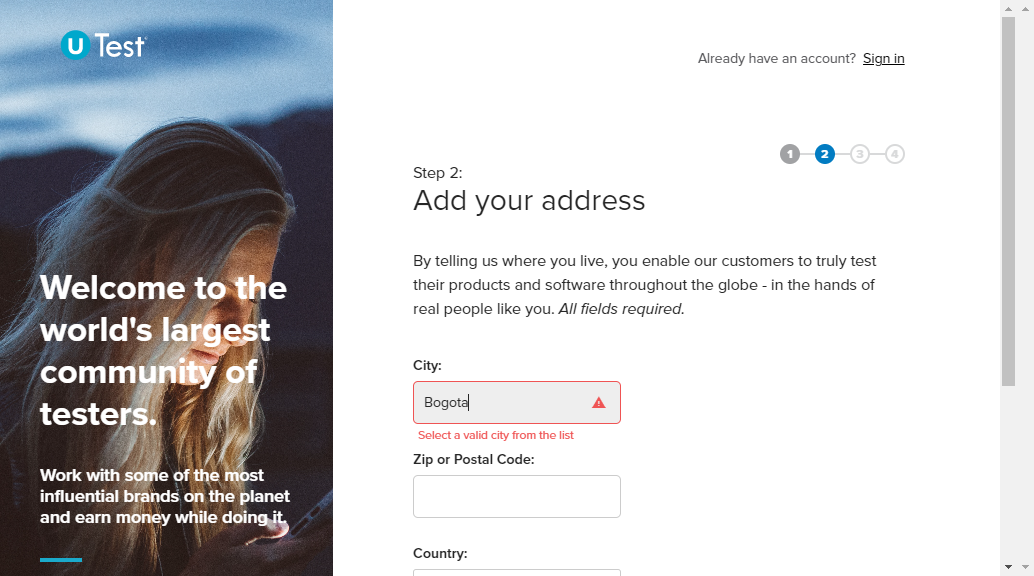 U Test
Already have an account? Sign in
1 2 3 4
Step 2:
Add your address
By telling us where you live, you enable our customers to truly test
their products and software throughout the globe - in the hands of
real people like you. All fields required.
City:
Bogota
Select a valid city from the list
Zip or Postal Code:
Country:
Welcome to the
world's largest
community of
testers.
Work with some of the most
influential brands on the planet
and earn money while doing it.